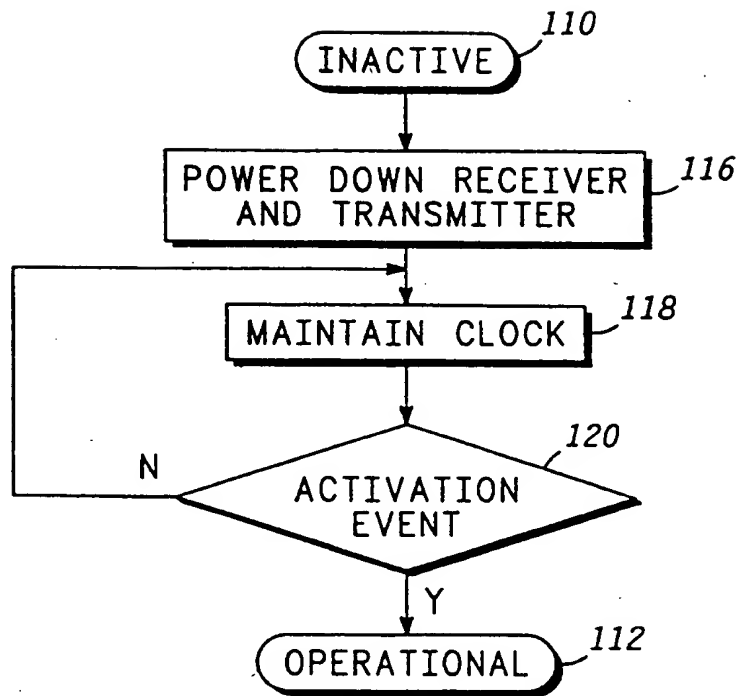 INACTIVE
110
POWER DOWN RECEIVER
AND TRANSMITTER
116
MAINTAIN CLOCK
118
120
ACTIVATION
EVENT
N
Y
OPERATIONAL
112